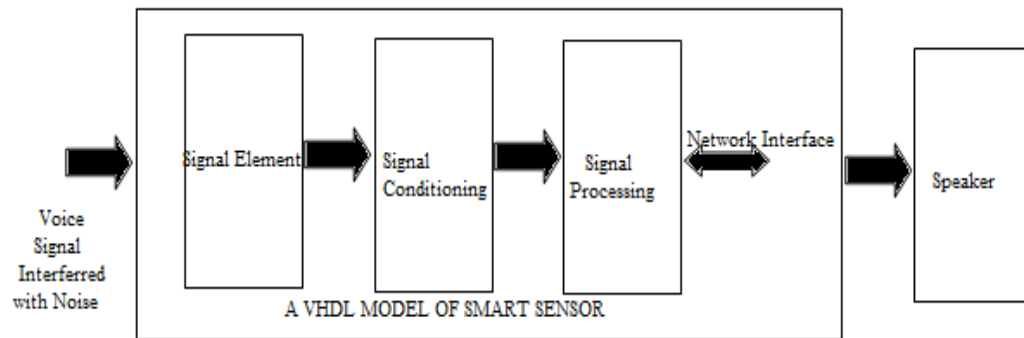 Voice
Signal
Interferred
with Noise
Signal Element
Signal
Conditioning
Signal
Processing
Network Interface
Speaker
A VHDL MODEL OF SMART SENSOR